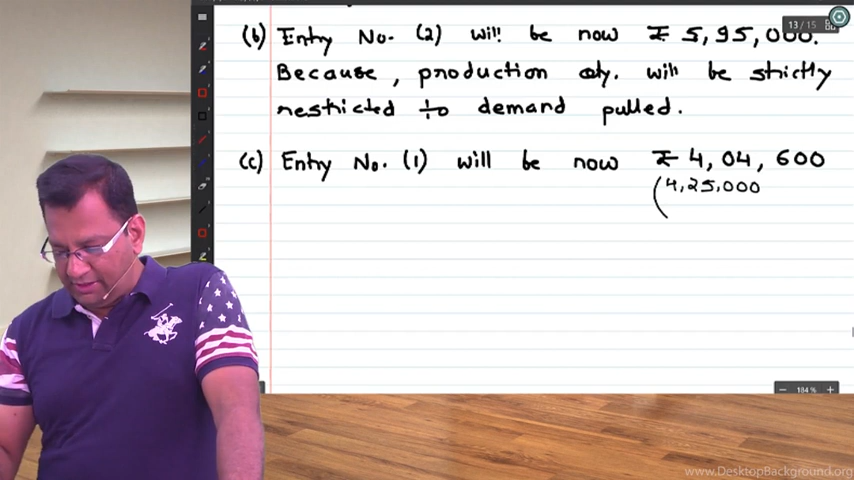 13 / 15
(b) Entry No. (2) will be now ₹ 5,95,000.
Because, production qty. will be strictly
restricted to demand pulled.
(c) Entry No. (1) will be now ₹ 4,04,600
(4,25,000
184 %
www.DesktopBackground.org